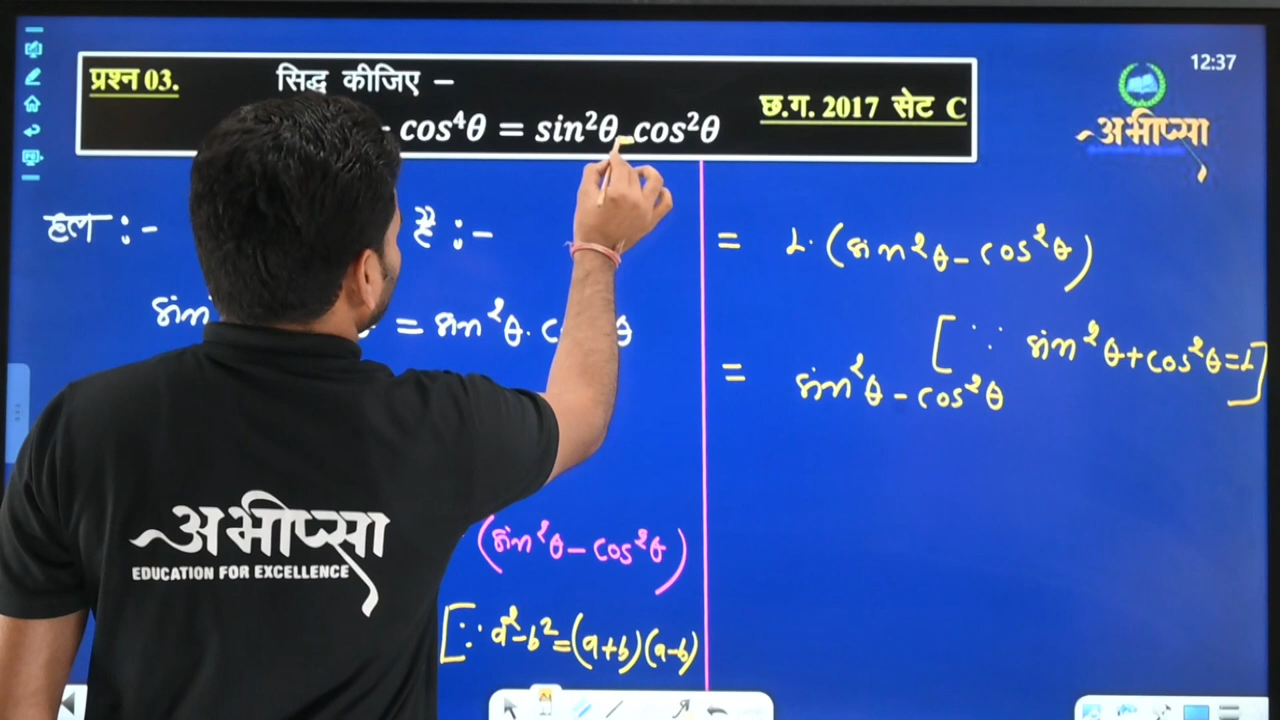 12:37
प्रश्न 03. सिद्ध कीजिए –
- cos⁴θ = sin²θ cos²θ
छ.ग. 2017 सेट C
अभीप्सा
हल :- है :-
sin = sin²θ. c θ
(sin²θ - cos²θ)
[∵ a²-b²=(a+b)(a-b)
= 1. (sin²θ - cos²θ)
[∵ sin²θ+cos²θ=1]
= sin²θ - cos²θ
अभीप्सा
EDUCATION FOR EXCELLENCE